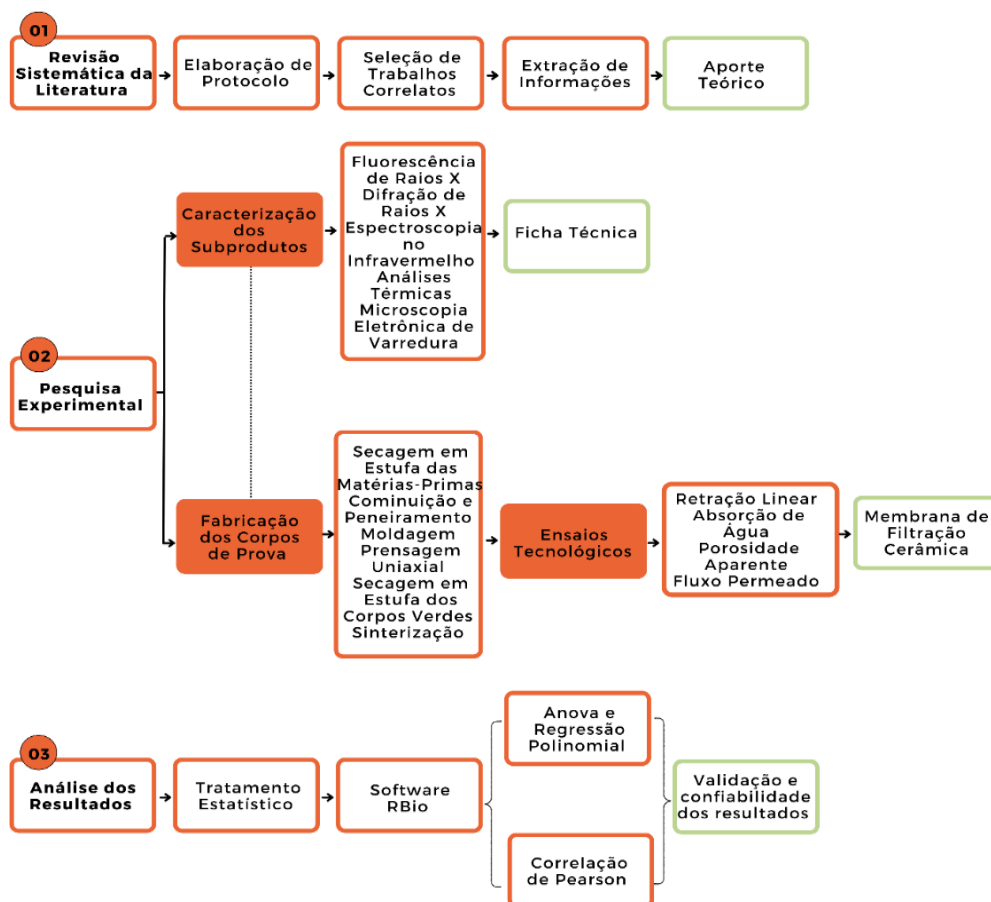 01
Revisão
Sistemática da
Literatura
Elaboração de
Protocolo
Seleção de
Trabalhos
Correlatos
Extração de
Informações
Aporte
Teórico
02
Pesquisa
Experimental
Caracterização
dos
Subprodutos
Fluorescência
de Raios X
Difração de
Raios X
Espectroscopia
no
Infravermelho
Análises
Térmicas
Microscopia
Eletrônica de
Varredura
Ficha Técnica
Fabricação
dos Corpos
de Prova
Secagem em
Estufa das
Matérias-Primas
Cominuição e
Peneiramento
Moldagem
Prensagem
Uniaxial
Secagem em
Estufa dos
Corpos Verdes
Sinterização
Ensaios
Tecnológicos
Retração Linear
Absorção de
Água
Porosidade
Aparente
Fluxo Permeado
Membrana de
Filtração
Cerâmica
03
Análise dos
Resultados
Tratamento
Estatístico
Software
RBio
Anova e
Regressão
Polinomial
Correlação
de Pearson
Validação e
confiabilidade
dos resultados